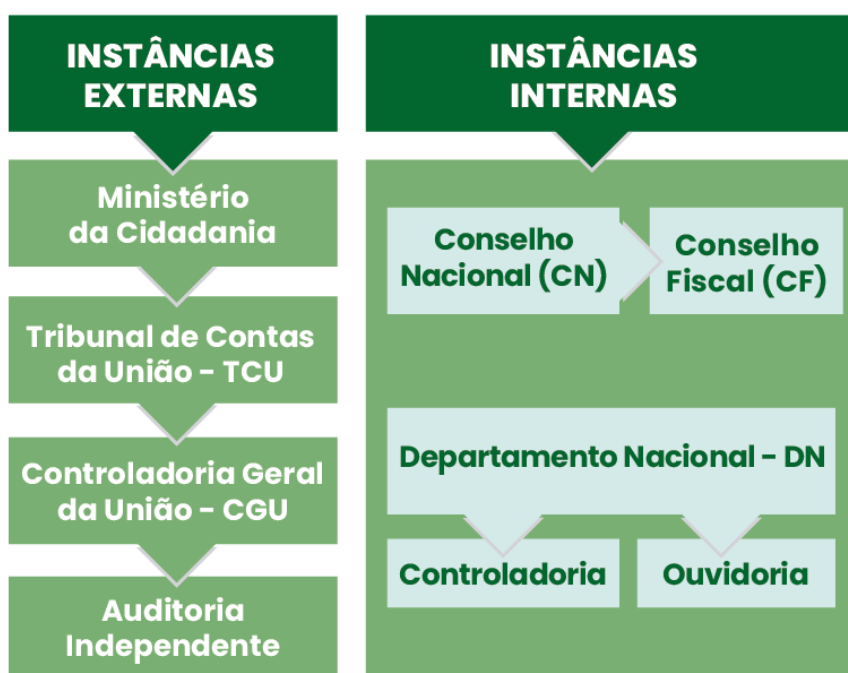 INSTÂNCIAS
EXTERNAS
Ministério
da Cidadania
Tribunal de Contas
da União - TCU
Controladoria Geral
da União - CGU
Auditoria
Independente
INSTÂNCIAS
INTERNAS
Conselho
Nacional (CN)
Conselho
Fiscal (CF)
Departamento Nacional - DN
Controladoria
Ouvidoria